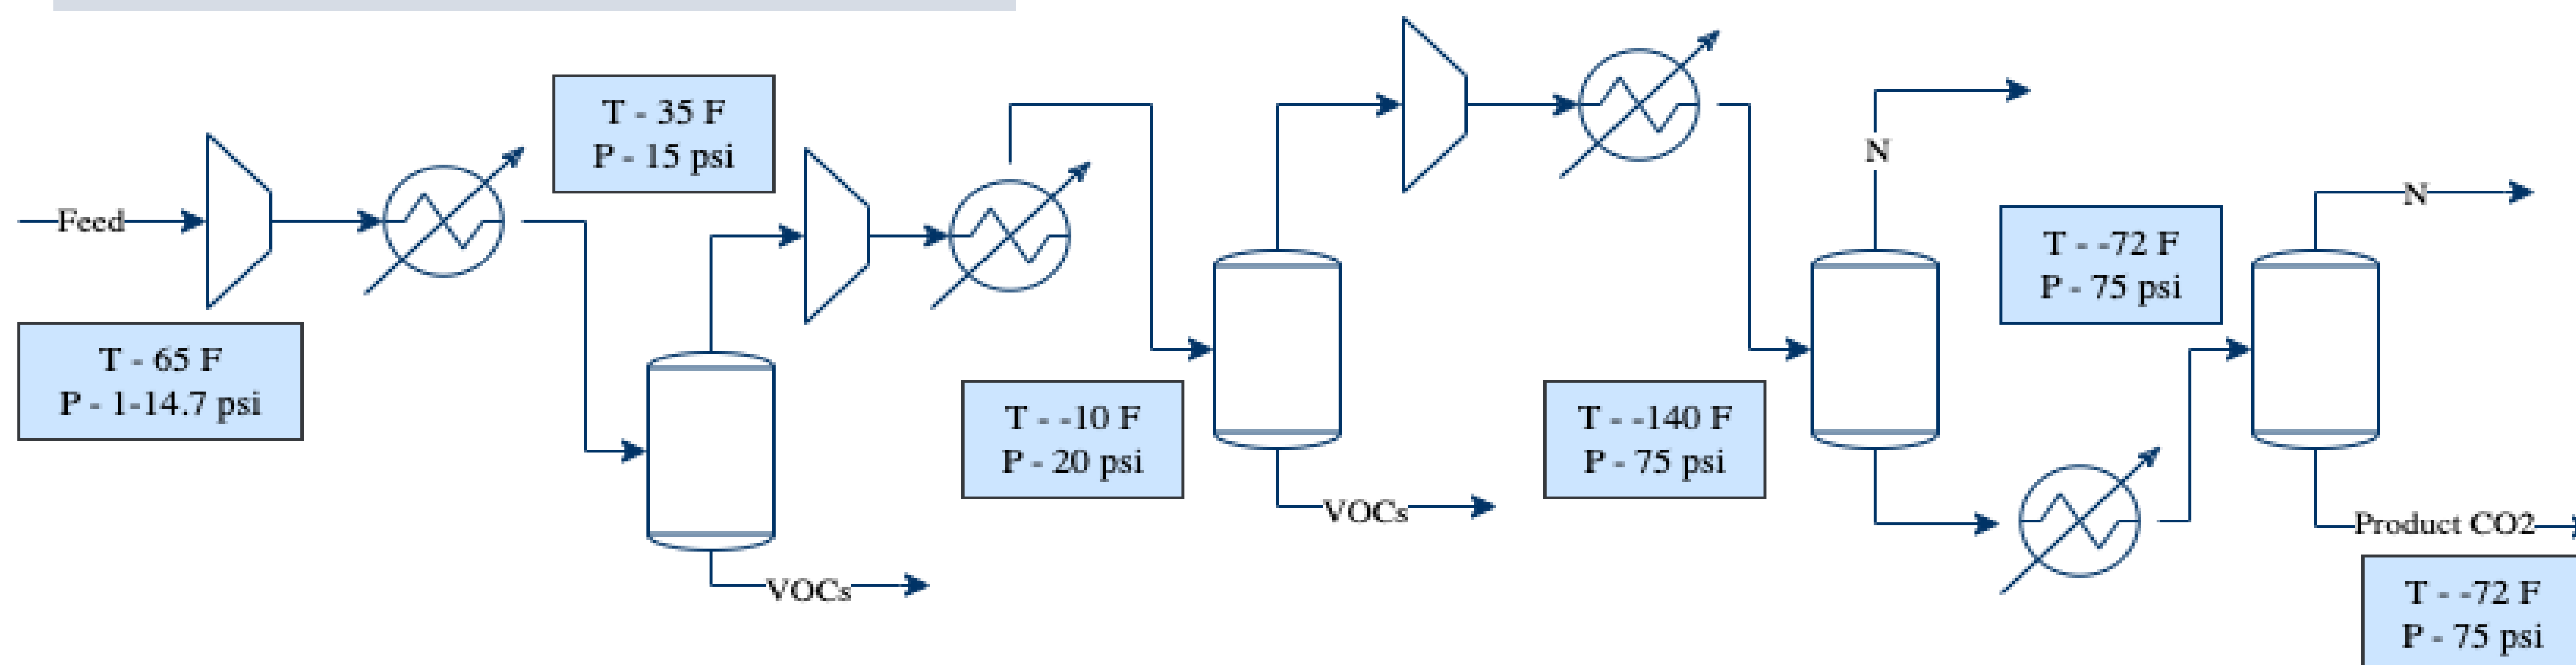 Feed
T - 65 F
P - 1-14.7 psi
T - 35 F
P - 15 psi
VOCs
T - -10 F
P - 20 psi
VOCs
T - -140 F
P - 75 psi
N
T - -72 F
P - 75 psi
N
Product CO2
T - -72 F
P - 75 psi